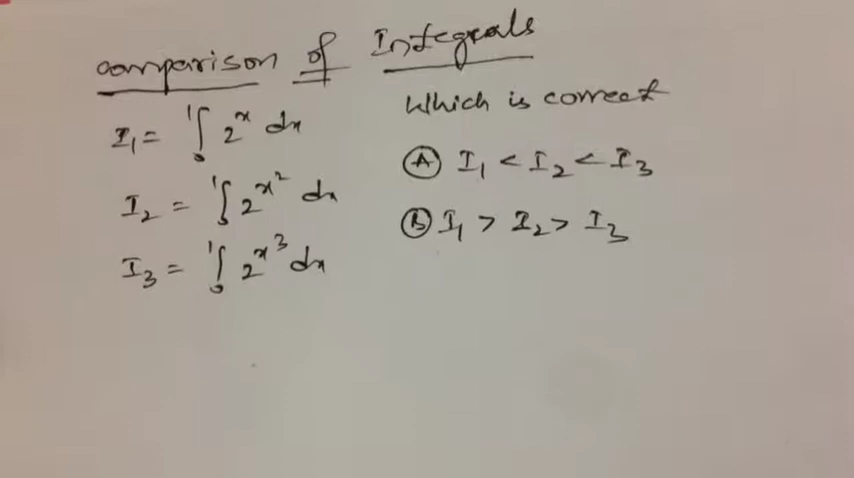 comparison of Integrals
I₁ = ₀¹∫ 2^x dx
I₂ = ₀¹∫ 2^x² dx
I₃ = ₀¹∫ 2^x³ dx
Which is correct
Ⓐ I₁ < I₂ < I₃
Ⓑ I₁ > I₂ > I₃